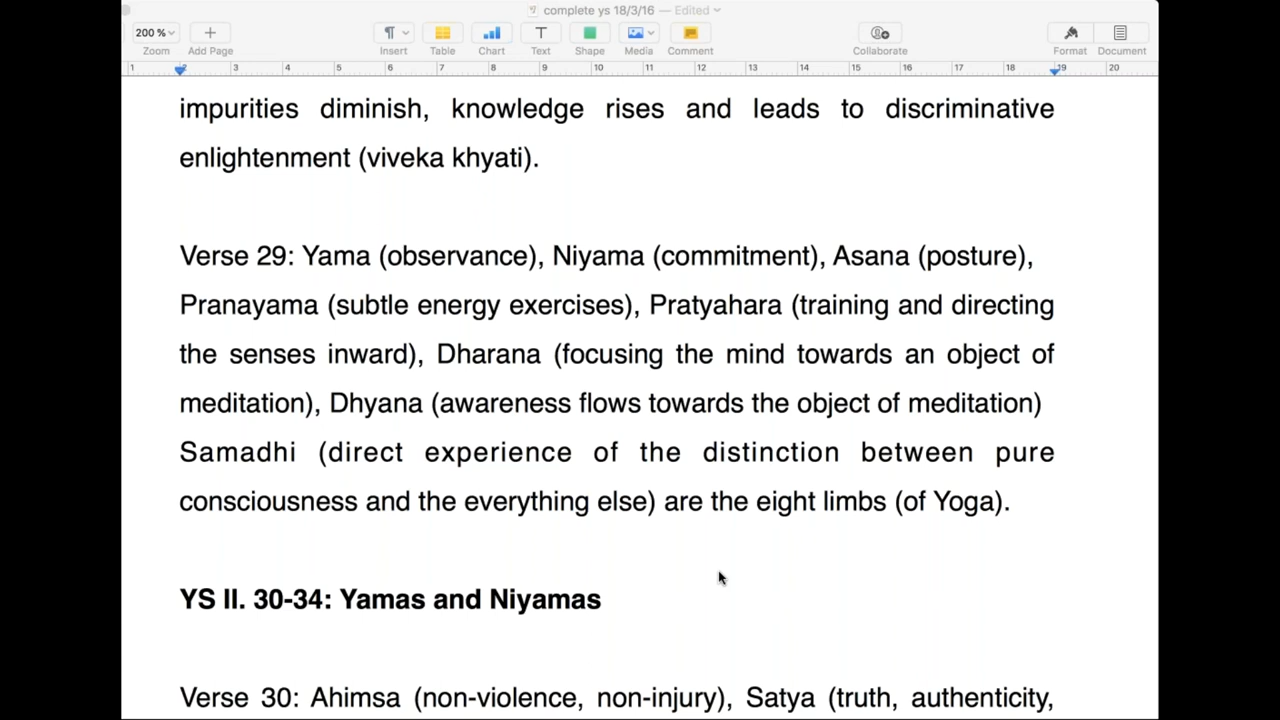 complete ys 18/3/16 — Edited
200 %
Zoom
Add Page
Insert
Table
Chart
Text
Shape
Media
Comment
Collaborate
Format
Document
1 2 3 4 5 6 7 8 9 10 11 12 13 14 15 16 17 18 19 20
impurities diminish, knowledge rises and leads to discriminative
enlightenment (viveka khyati).
Verse 29: Yama (observance), Niyama (commitment), Asana (posture),
Pranayama (subtle energy exercises), Pratyahara (training and directing
the senses inward), Dharana (focusing the mind towards an object of
meditation), Dhyana (awareness flows towards the object of meditation)
Samadhi (direct experience of the distinction between pure
consciousness and the everything else) are the eight limbs (of Yoga).
YS II. 30-34: Yamas and Niyamas
Verse 30: Ahimsa (non-violence, non-injury), Satya (truth, authenticity,